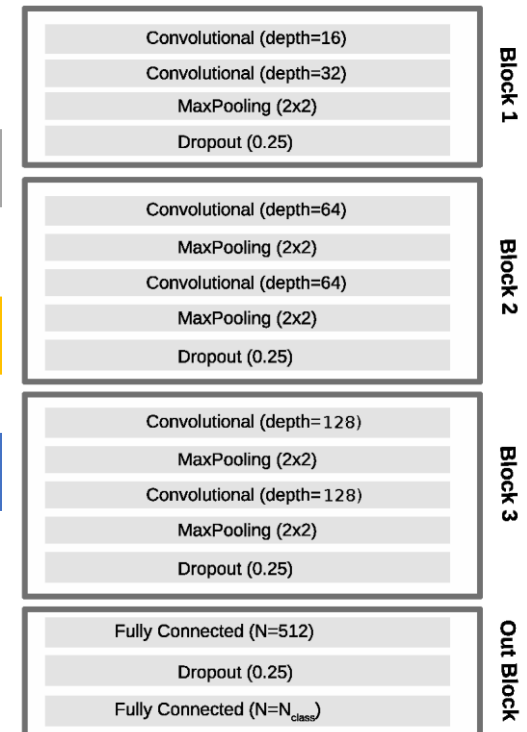 Convolutional (depth=16)
Convolutional (depth=32)
MaxPooling (2x2)
Dropout (0.25)
Block 1
Convolutional (depth=64)
MaxPooling (2x2)
Convolutional (depth=64)
MaxPooling (2x2)
Dropout (0.25)
Block 2
Convolutional (depth=128)
MaxPooling (2x2)
Convolutional (depth=128)
MaxPooling (2x2)
Dropout (0.25)
Block 3
Fully Connected (N=512)
Dropout (0.25)
Fully Connected (N=N_class)
Out Block